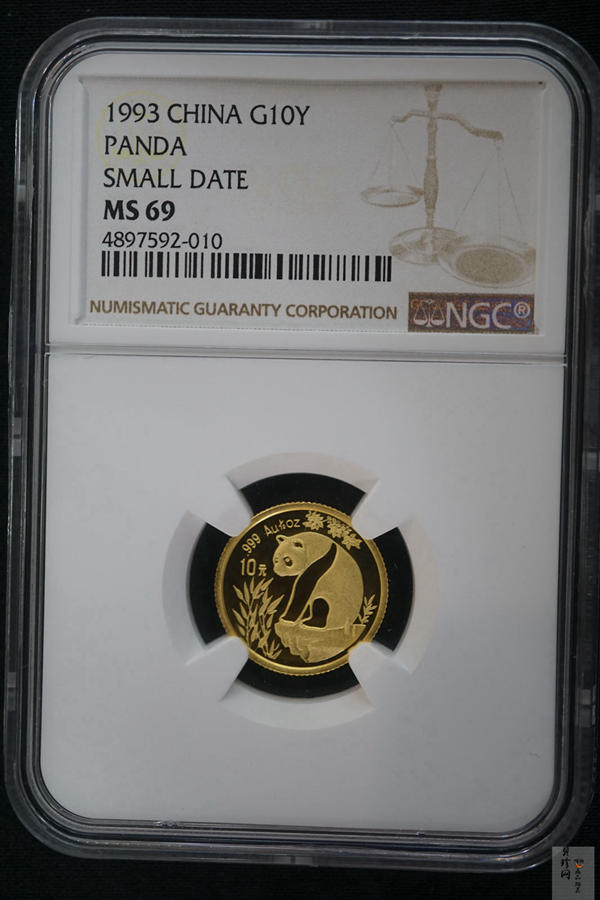 1993 CHINA G10Y
PANDA
SMALL DATE
MS 69
4897592-010
NUMISMATIC GUARANTY CORPORATION
NGC®
.999 Au 1/10 oz
10元